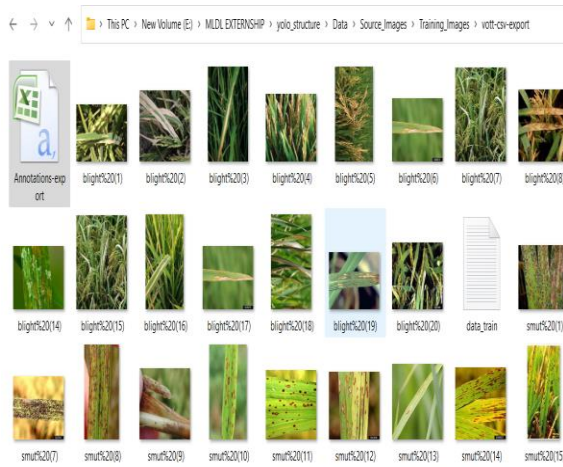 This PC > New Volume (E:) > MLDL EXTERNSHIP > yolo_structure > Data > Source_Images > Training_Images > vott-csv-export
a,
Annotations-exp
ort
blight%20(1)
blight%20(2)
blight%20(3)
blight%20(4)
blight%20(5)
blight%20(6)
blight%20(7)
blight%20(8)
blight%20(14)
blight%20(15)
blight%20(16)
blight%20(17)
blight%20(18)
blight%20(19)
blight%20(20)
data_train
smut%20(1)
smut%20(7)
smut%20(8)
smut%20(9)
smut%20(10)
smut%20(11)
smut%20(12)
smut%20(13)
smut%20(14)
smut%20(15)